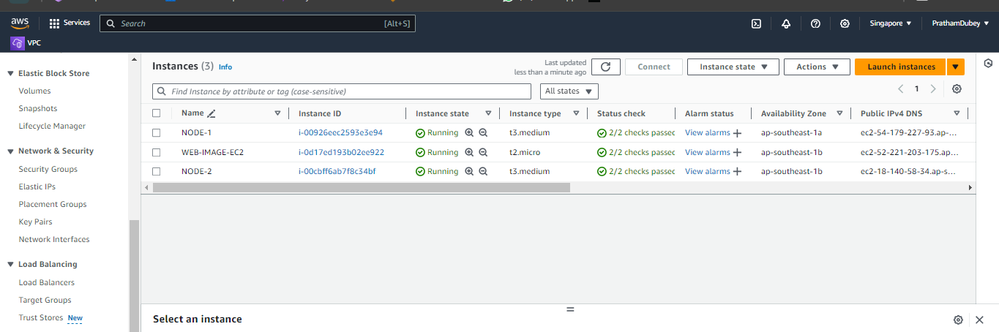 aws Services Search [Alt+S] Singapore ▼ PrathamDubey ▼
VPC
Elastic Block Store
Volumes
Snapshots
Lifecycle Manager
Network & Security
Security Groups
Elastic IPs
Placement Groups
Key Pairs
Network Interfaces
Load Balancing
Load Balancers
Target Groups
Trust Stores New
Instances (3) Info
Last updated
less than a minute ago
Connect Instance state ▼ Actions ▼ Launch instances ▼
Find Instance by attribute or tag (case-sensitive) All states ▼ 1
Name Instance ID Instance state Instance type Status check Alarm status Availability Zone Public IPv4 DNS
NODE-1 i-00926eec2593e3e94 Running t3.medium 2/2 checks passed View alarms + ap-southeast-1a ec2-54-179-227-93.ap-...
WEB-IMAGE-EC2 i-0d17ed193b02ee922 Running t2.micro 2/2 checks passed View alarms + ap-southeast-1b ec2-52-221-203-175.ap...
NODE-2 i-00cbff6ab7f8c34bf Running t3.medium 2/2 checks passed View alarms + ap-southeast-1b ec2-18-140-58-34.ap-s...
Select an instance